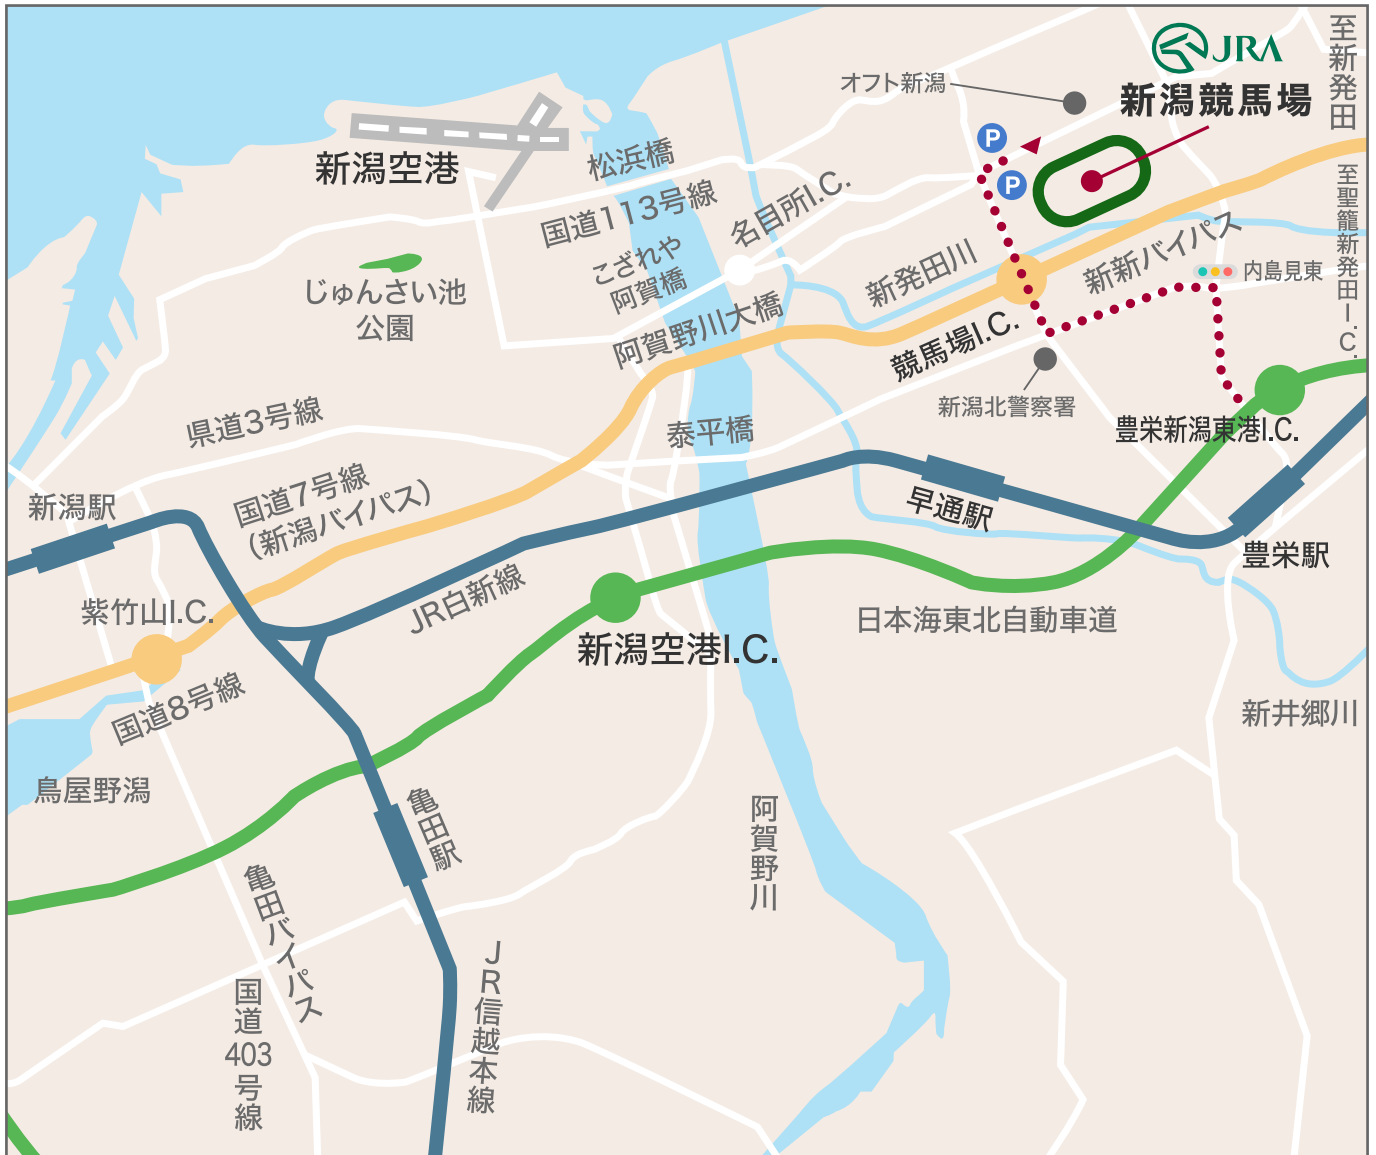 JRA
新潟競馬場
至新発田
オフト新潟
P
P
新潟空港
松浜橋
国道113号線
名目所I.C.
至聖籠新発田I.C.
こざれや
阿賀橋
じゅんさい池
公園
新発田川
新新バイパス
内島見東
阿賀野川大橋
競馬場I.C.
新潟北警察署
県道3号線
泰平橋
豊栄新潟東港I.C.
新潟駅
国道7号線
(新潟バイパス)
早通駅
豊栄駅
紫竹山I.C.
JR白新線
新潟空港I.C.
日本海東北自動車道
国道8号線
新井郷川
鳥屋野潟
亀田駅
阿賀野川
亀田バイパス
国道
403
号線
JR信越本線